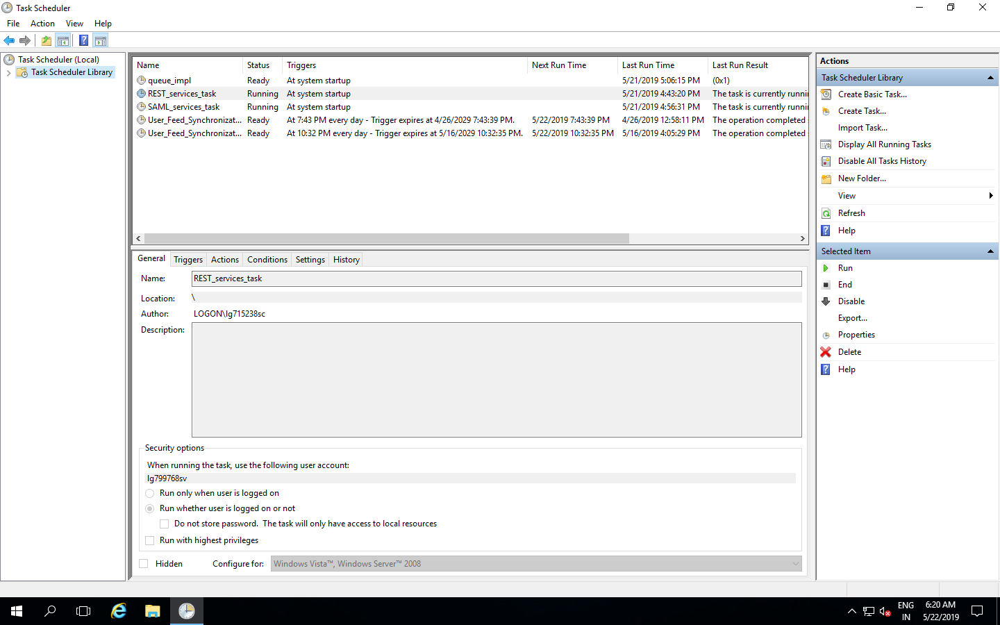 Task Scheduler
File Action View Help
Task Scheduler (Local)
Task Scheduler Library
Name Status Triggers Next Run Time Last Run Time Last Run Result
queue_impl Ready At system startup 5/21/2019 5:06:15 PM (0x1)
REST_services_task Running At system startup 5/21/2019 4:43:20 PM The task is currently runni
SAML_services_task Running At system startup 5/21/2019 4:56:31 PM The task is currently runni
User_Feed_Synchronizat... Ready At 7:43 PM every day - Trigger expires at 4/26/2029 7:43:39 PM. 5/22/2019 7:43:39 PM 4/26/2019 12:58:11 PM The operation completed
User_Feed_Synchronizat... Ready At 10:32 PM every day - Trigger expires at 5/16/2029 10:32:35 PM. 5/22/2019 10:32:35 PM 5/16/2019 4:05:29 PM The operation completed
General Triggers Actions Conditions Settings History
Name: REST_services_task
Location: \
Author: LOGON\lg715238sc
Description:
Security options
When running the task, use the following user account:
lg799768sv
Run only when user is logged on
Run whether user is logged on or not
Do not store password. The task will only have access to local resources
Run with highest privileges
Hidden Configure for: Windows Vista™, Windows Server™ 2008
Actions
Task Scheduler Library
Create Basic Task...
Create Task...
Import Task...
Display All Running Tasks
Disable All Tasks History
New Folder...
View
Refresh
Help
Selected Item
Run
End
Disable
Export...
Properties
Delete
Help
ENG
IN
6:20 AM
5/22/2019